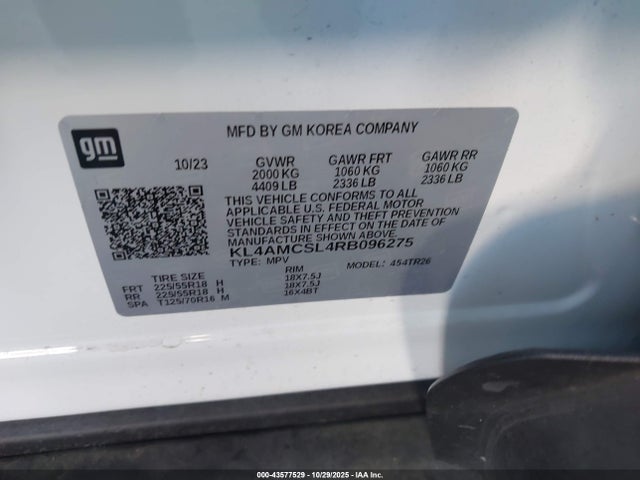 gm
MFD BY GM KOREA COMPANY
10/23 GVWR GAWR FRT GAWR RR
2000 KG 1060 KG 1060 KG
4409 LB 2336 LB 2336 LB
THIS VEHICLE CONFORMS TO ALL
APPLICABLE U.S. FEDERAL MOTOR
VEHICLE SAFETY AND THEFT PREVENTION
STANDARDS IN EFFECT ON THE DATE OF
MANUFACTURE SHOWN ABOVE.
KL4AMCSL4RB096275
TYPE: MPV MODEL: 454TR26
TIRE SIZE RIM
FRT 225/55R18 H 18X7.5J
RR 225/55R18 H 18X7.5J
SPA T125/70R16 M 16X4BT
000-43577529 | 10/29/2025 | IAA Inc.